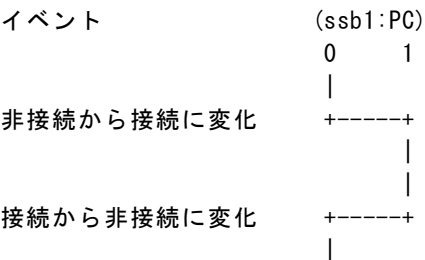 イベント (ssb1:PC)
0 1
|
非接続から接続に変化 +-----+
|
|
接続から非接続に変化 +-----+
|